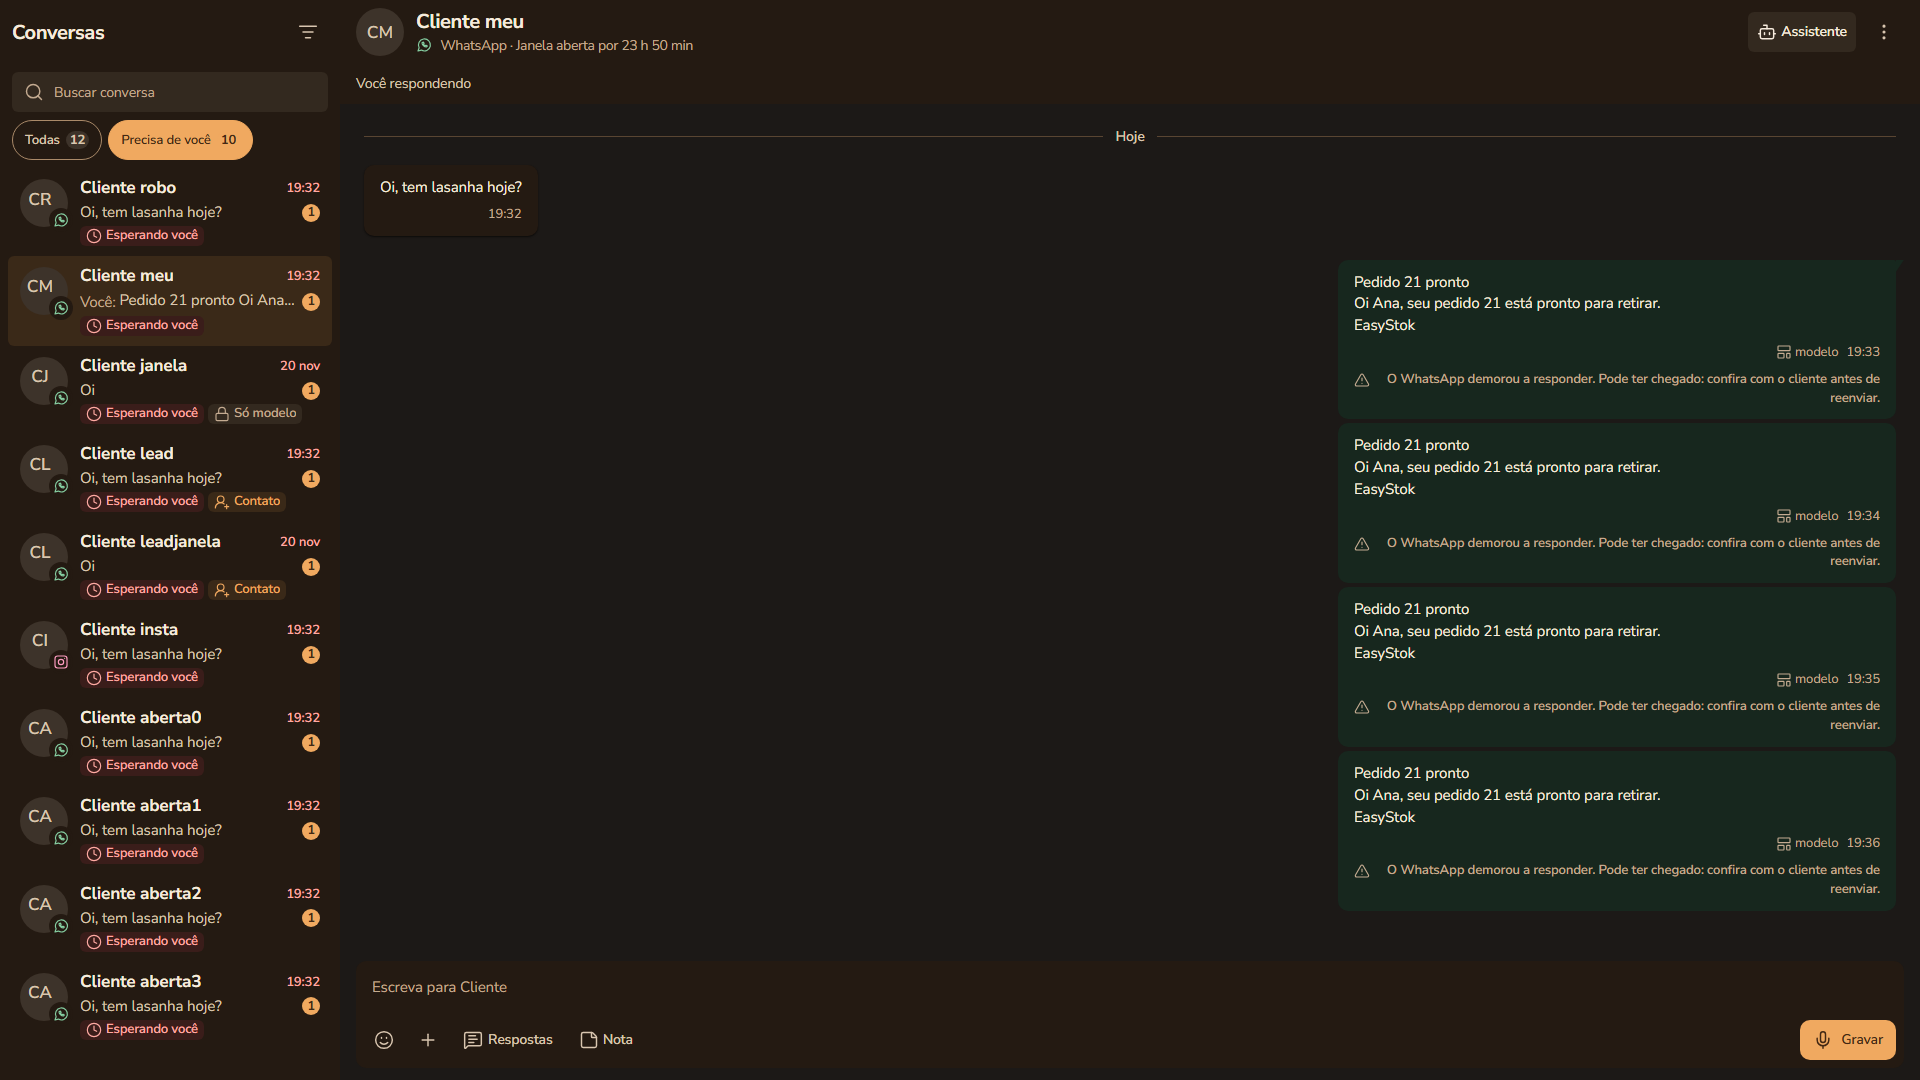 Conversas
Buscar conversa
Todas 12
Precisa de você 10
CR
Cliente robo
19:32
Oi, tem lasanha hoje?
1
Esperando você
CM
Cliente meu
19:32
Você: Pedido 21 pronto Oi Ana...
1
Esperando você
CJ
Cliente janela
20 nov
Oi
1
Esperando você
Só modelo
CL
Cliente lead
19:32
Oi, tem lasanha hoje?
1
Esperando você
Contato
CL
Cliente leadjanela
20 nov
Oi
1
Esperando você
Contato
CI
Cliente insta
19:32
Oi, tem lasanha hoje?
1
Esperando você
CA
Cliente aberta0
19:32
Oi, tem lasanha hoje?
1
Esperando você
CA
Cliente aberta1
19:32
Oi, tem lasanha hoje?
1
Esperando você
CA
Cliente aberta2
19:32
Oi, tem lasanha hoje?
1
Esperando você
CA
Cliente aberta3
19:32
Oi, tem lasanha hoje?
1
Esperando você
CM
Cliente meu
WhatsApp · Janela aberta por 23 h 50 min
Assistente
Você respondendo
Hoje
Oi, tem lasanha hoje?
19:32
Pedido 21 pronto
Oi Ana, seu pedido 21 está pronto para retirar.
EasyStok
modelo 19:33
O WhatsApp demorou a responder. Pode ter chegado: confira com o cliente antes de
reenviar.
Pedido 21 pronto
Oi Ana, seu pedido 21 está pronto para retirar.
EasyStok
modelo 19:34
O WhatsApp demorou a responder. Pode ter chegado: confira com o cliente antes de
reenviar.
Pedido 21 pronto
Oi Ana, seu pedido 21 está pronto para retirar.
EasyStok
modelo 19:35
O WhatsApp demorou a responder. Pode ter chegado: confira com o cliente antes de
reenviar.
Pedido 21 pronto
Oi Ana, seu pedido 21 está pronto para retirar.
EasyStok
modelo 19:36
O WhatsApp demorou a responder. Pode ter chegado: confira com o cliente antes de
reenviar.
Escreva para Cliente
Respostas
Nota
Gravar